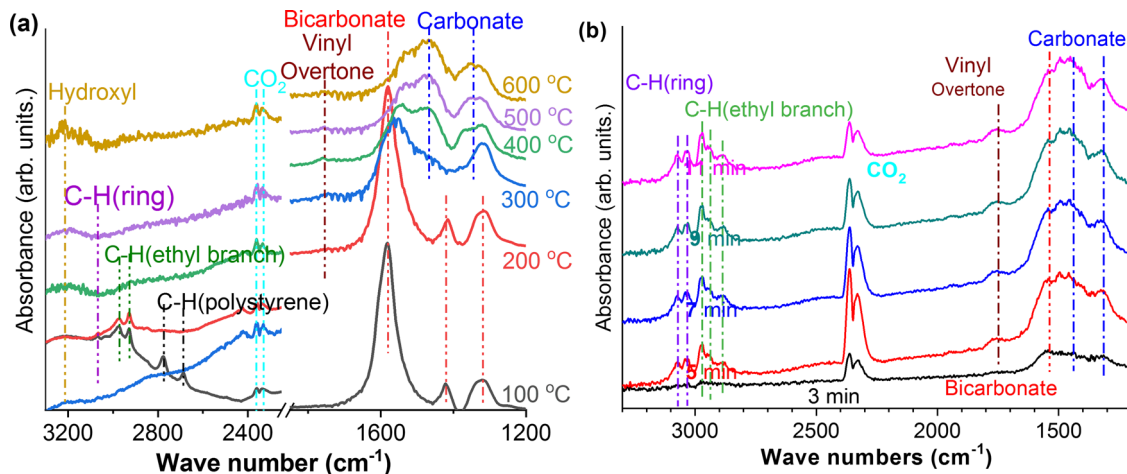 (a)
Bicarbonate
Carbonate
Vinyl
Overtone
Hydroxyl
CO2
600 °C
500 °C
400 °C
300 °C
200 °C
100 °C
C-H(ring)
C-H(ethyl branch)
C-H(polystyrene)
Absorbance (arb. units.)
3300
2800
2400
1600
1400
1200
Wave number (cm-1)
(b)
Carbonate
C-H(ring)
Vinyl
Overtone
C-H(ethyl branch)
11 min
CO2
9 min
7 min
5 min
Bicarbonate
3 min
Absorbance (arb. units.)
3000
2500
2000
1500
Wave numbers (cm-1)